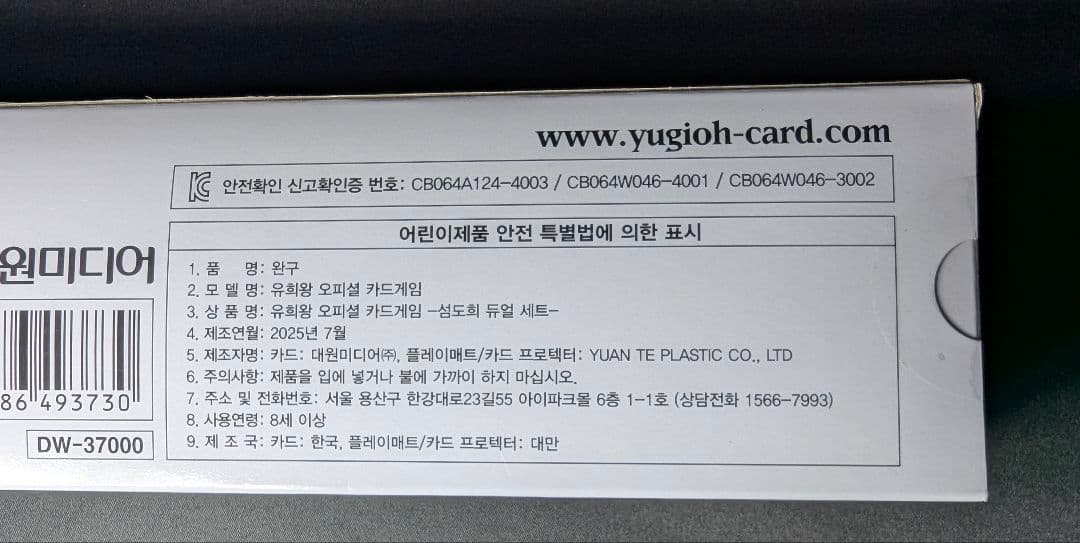 www.yugioh-card.com
KC 안전확인 신고확인증 번호: CB064A124-4003 / CB064W046-4001 / CB064W046-3002
원미디어
86 493730
DW-37000
어린이제품 안전 특별법에 의한 표시
1. 품 명: 완구
2. 모 델 명: 유희왕 오피셜 카드게임
3. 상 품 명: 유희왕 오피셜 카드게임 -섬도희 듀얼 세트-
4. 제조연월: 2025년 7월
5. 제조자명: 카드: 대원미디어㈜, 플레이매트/카드 프로텍터: YUAN TE PLASTIC CO., LTD
6. 주의사항: 제품을 입에 넣거나 불에 가까이 하지 마십시오.
7. 주소 및 전화번호: 서울 용산구 한강대로23길55 아이파크몰 6층 1-1호 (상담전화 1566-7993)
8. 사용연령: 8세 이상
9. 제 조 국: 카드: 한국, 플레이매트/카드 프로텍터: 대만